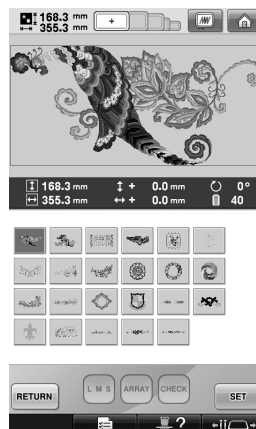 168.3 mm
355.3 mm
168.3 mm + 0.0 mm 0°
355.3 mm + 0.0 mm 40
L M S ARRAY CHECK
RETURN SET
?